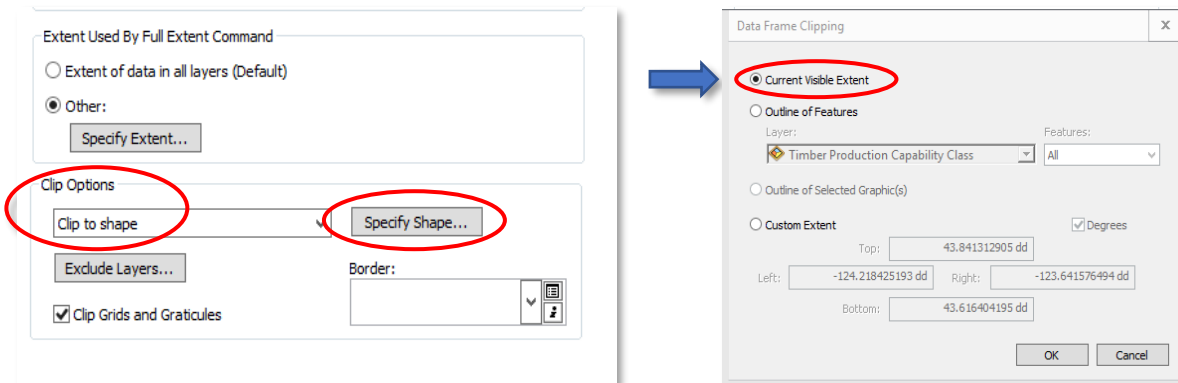 Extent Used By Full Extent Command
Extent of data in all layers (Default)
Other:
Specify Extent...
Clip Options
Clip to shape
Specify Shape...
Exclude Layers...
Border:
Clip Grids and Graticules
Data Frame Clipping
X
Current Visible Extent
Outline of Features
Layer:
Features:
Timber Production Capability Class
All
Outline of Selected Graphic(s)
Custom Extent
Degrees
Top:
43.841312905 dd
Left:
-124.218425193 dd
Right:
-123.641576494 dd
Bottom:
43.616404195 dd
OK
Cancel